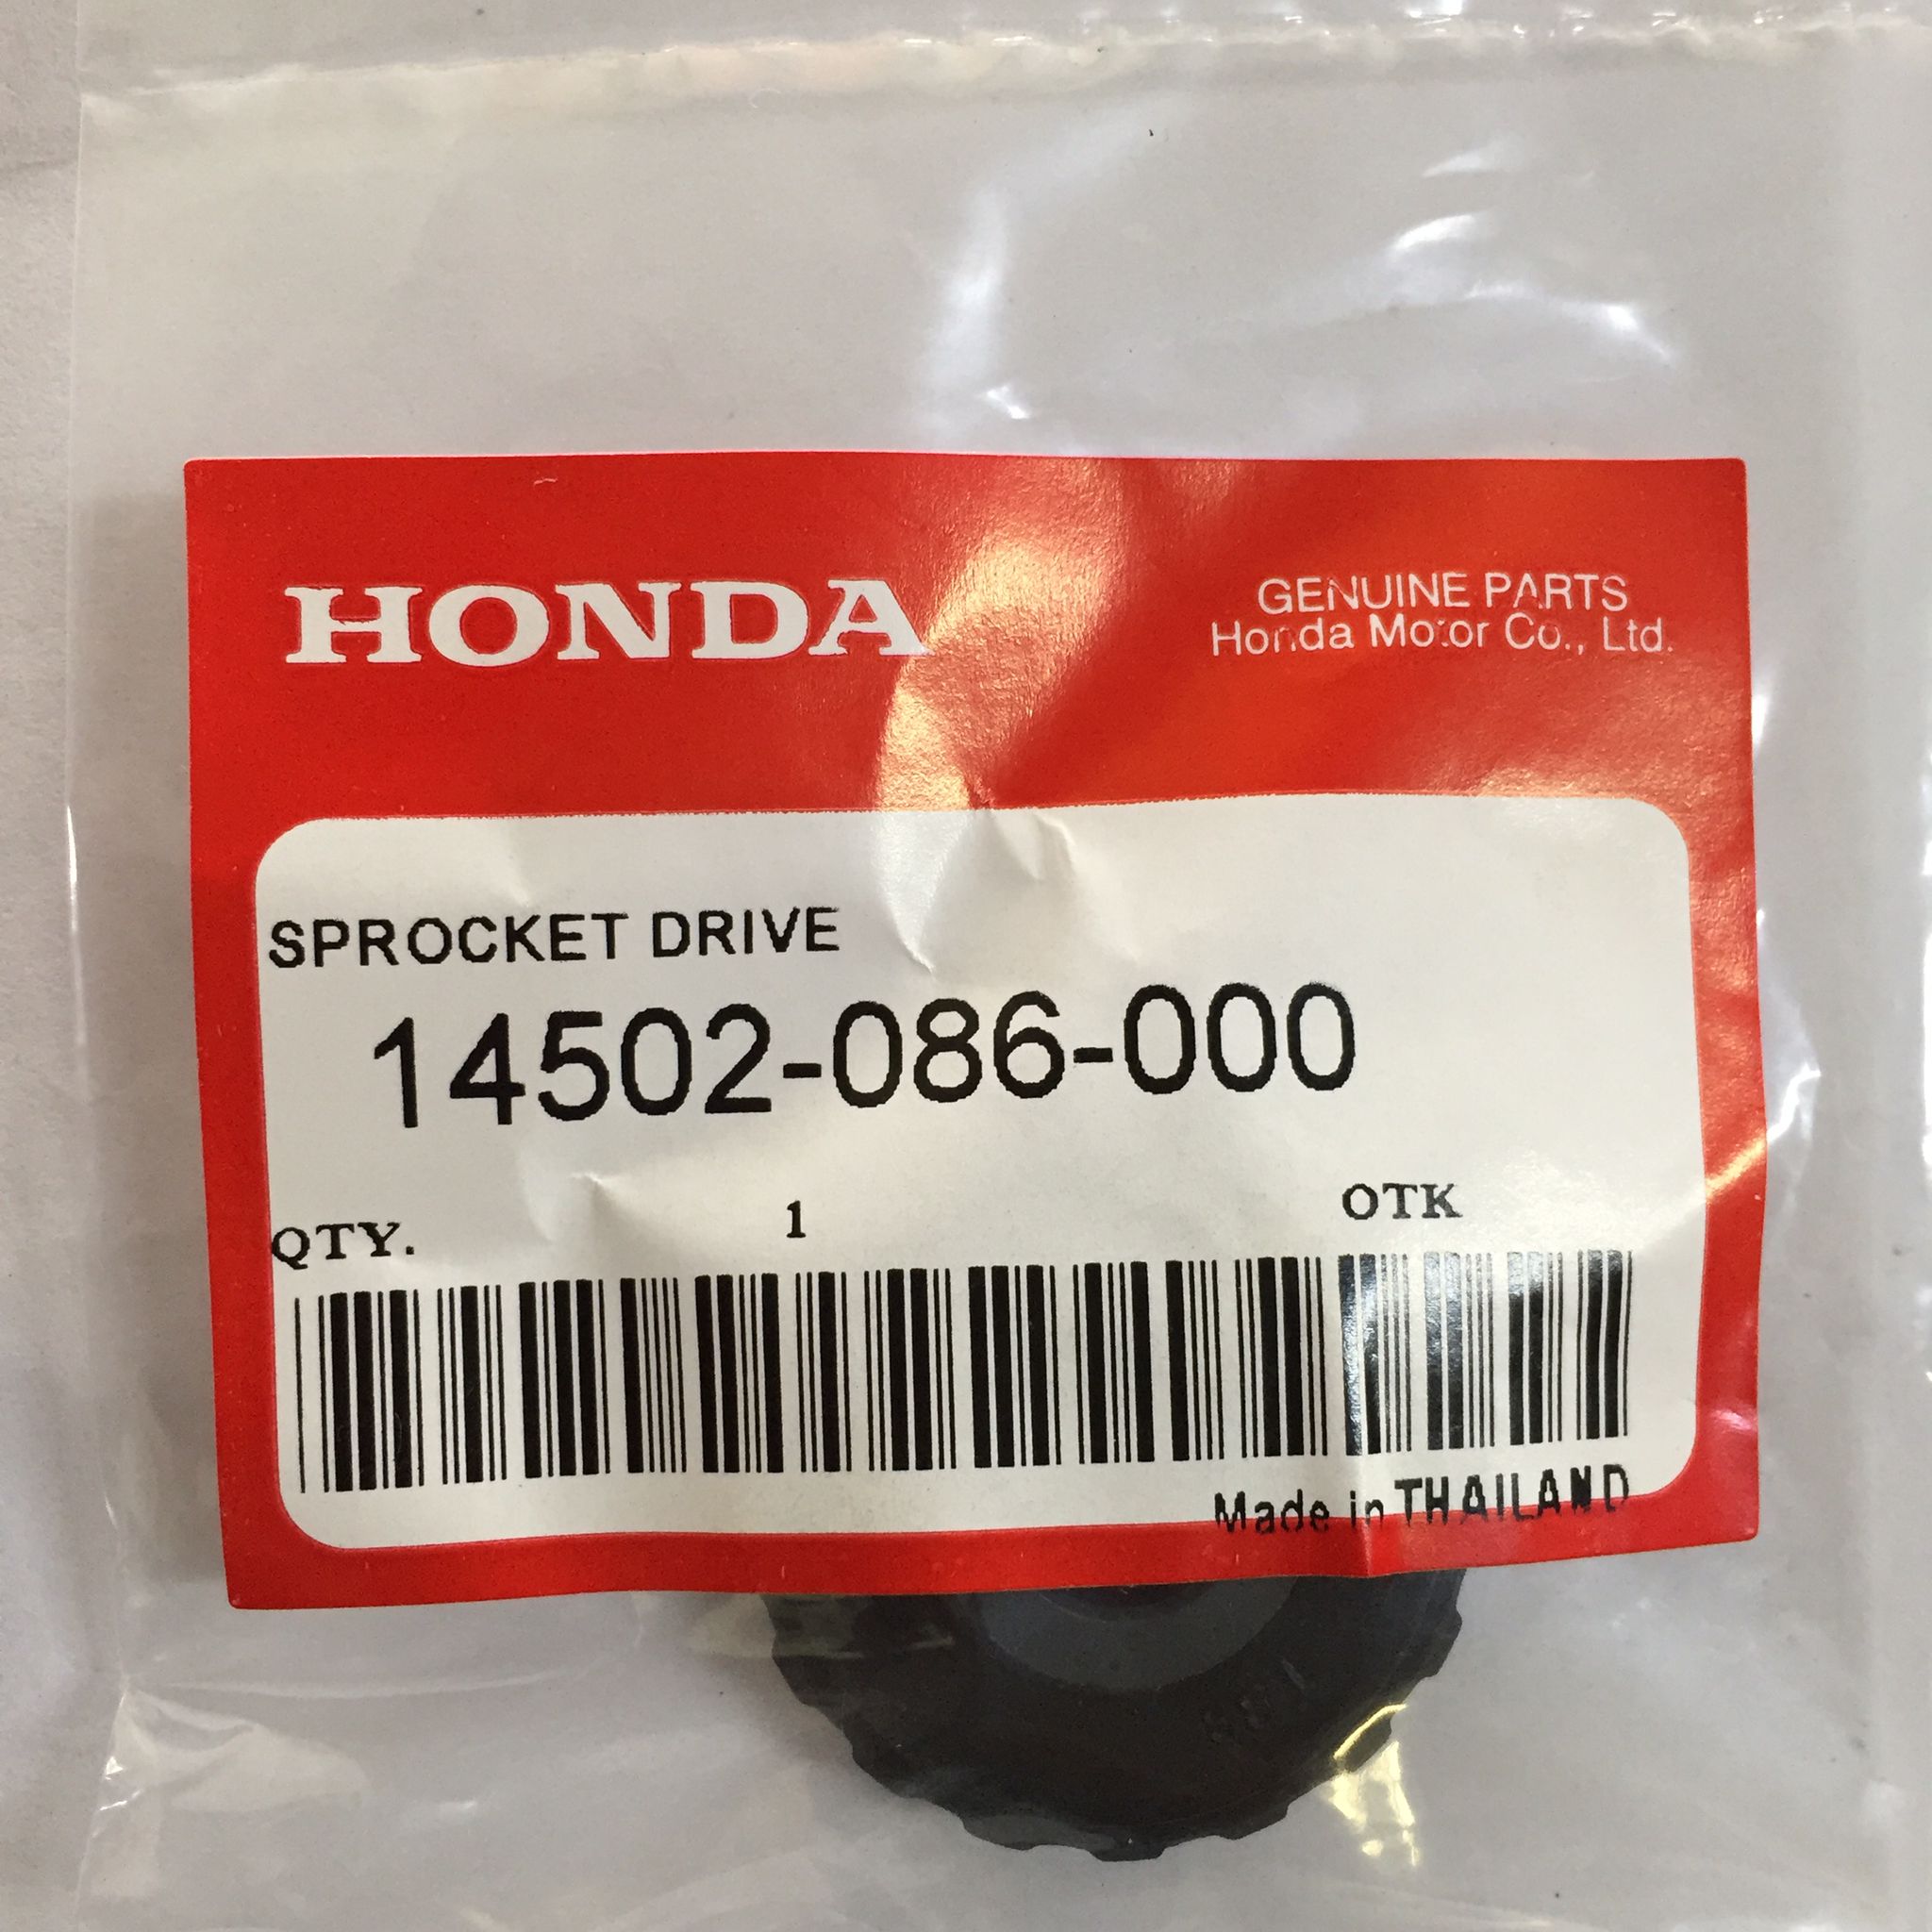 HONDA
GENUINE PARTS
Honda Motor Co., Ltd.
SPROCKET DRIVE
14502-086-000
QTY. 1 OTK
Made in THAILAND